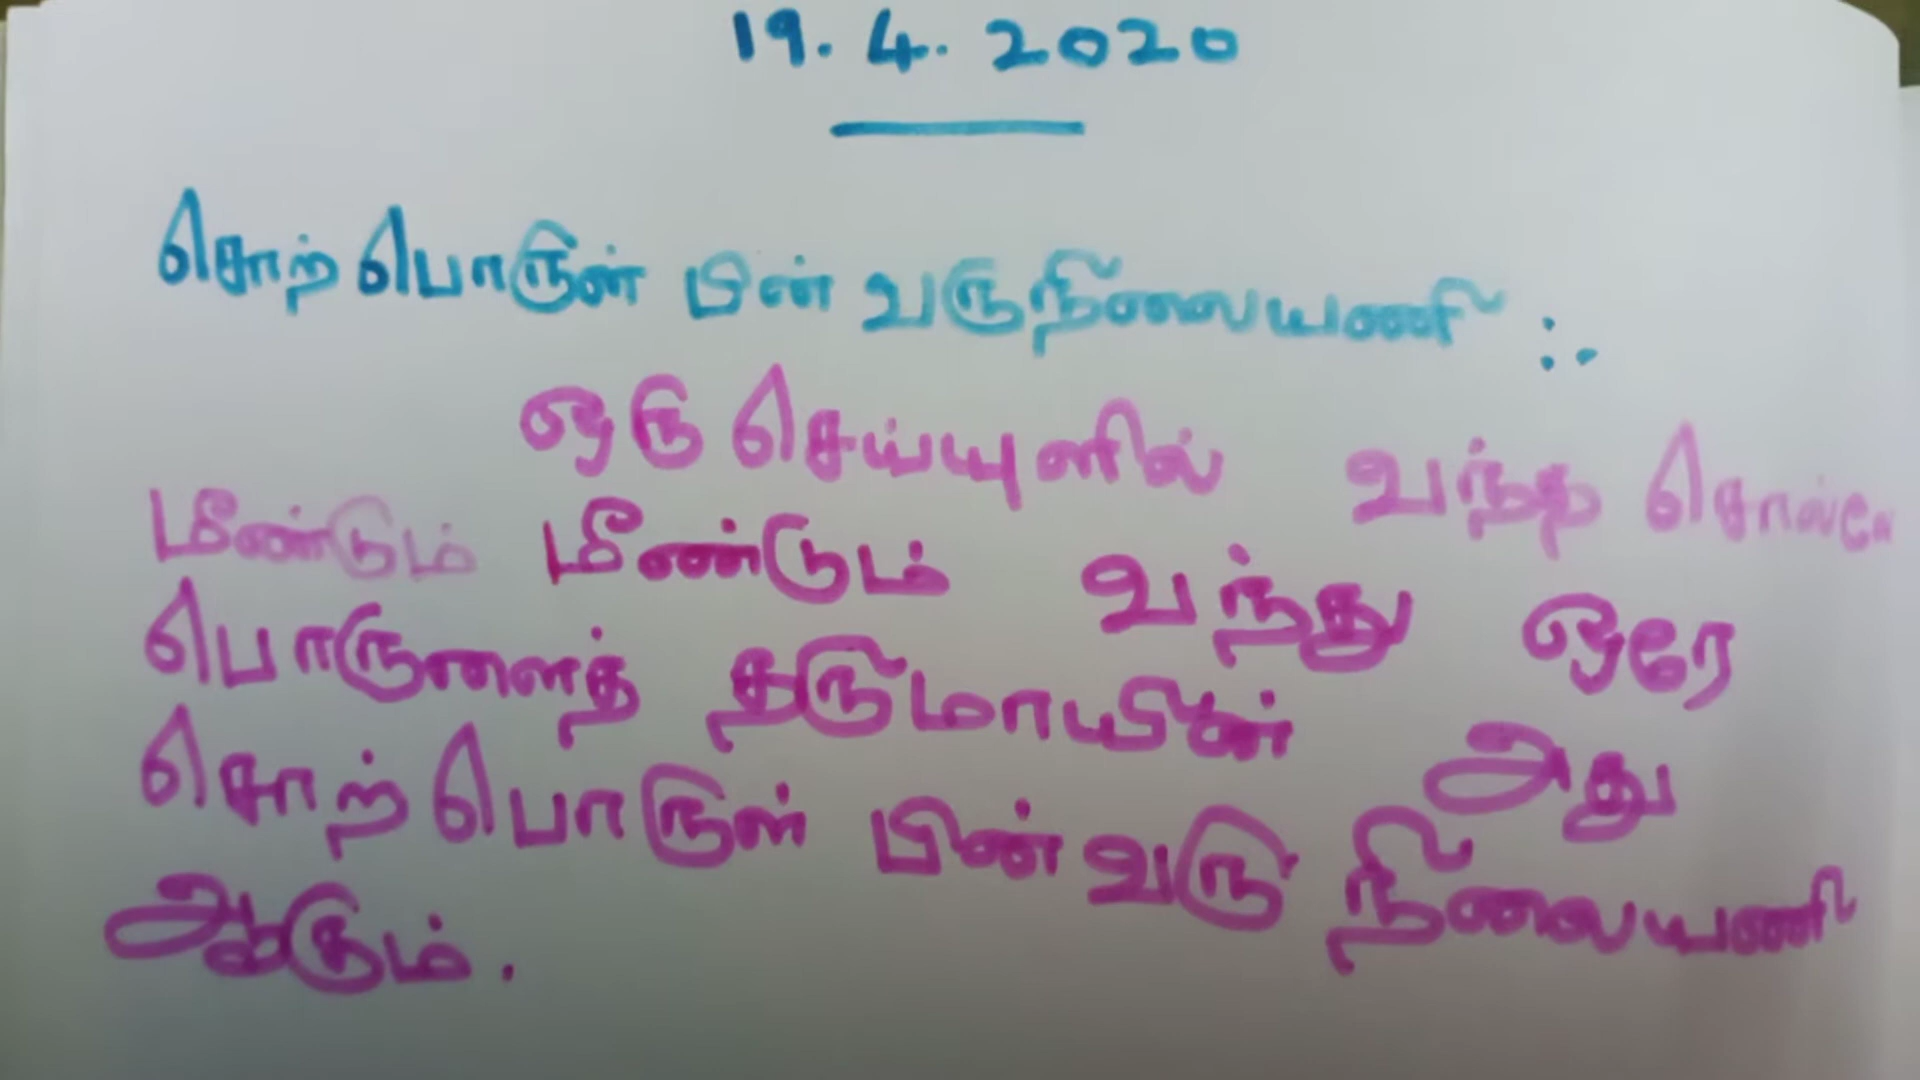 19.4.2020
சொற்பொருள் பின்வருநிலையணி :-
ஒரு செய்யுளில் வந்த சொல்லே
மீண்டும் மீண்டும் வந்து ஒரே
பொருளைத் தருமாயின் அது
சொற்பொருள் பின்வரு நிலையணி
ஆகும்.